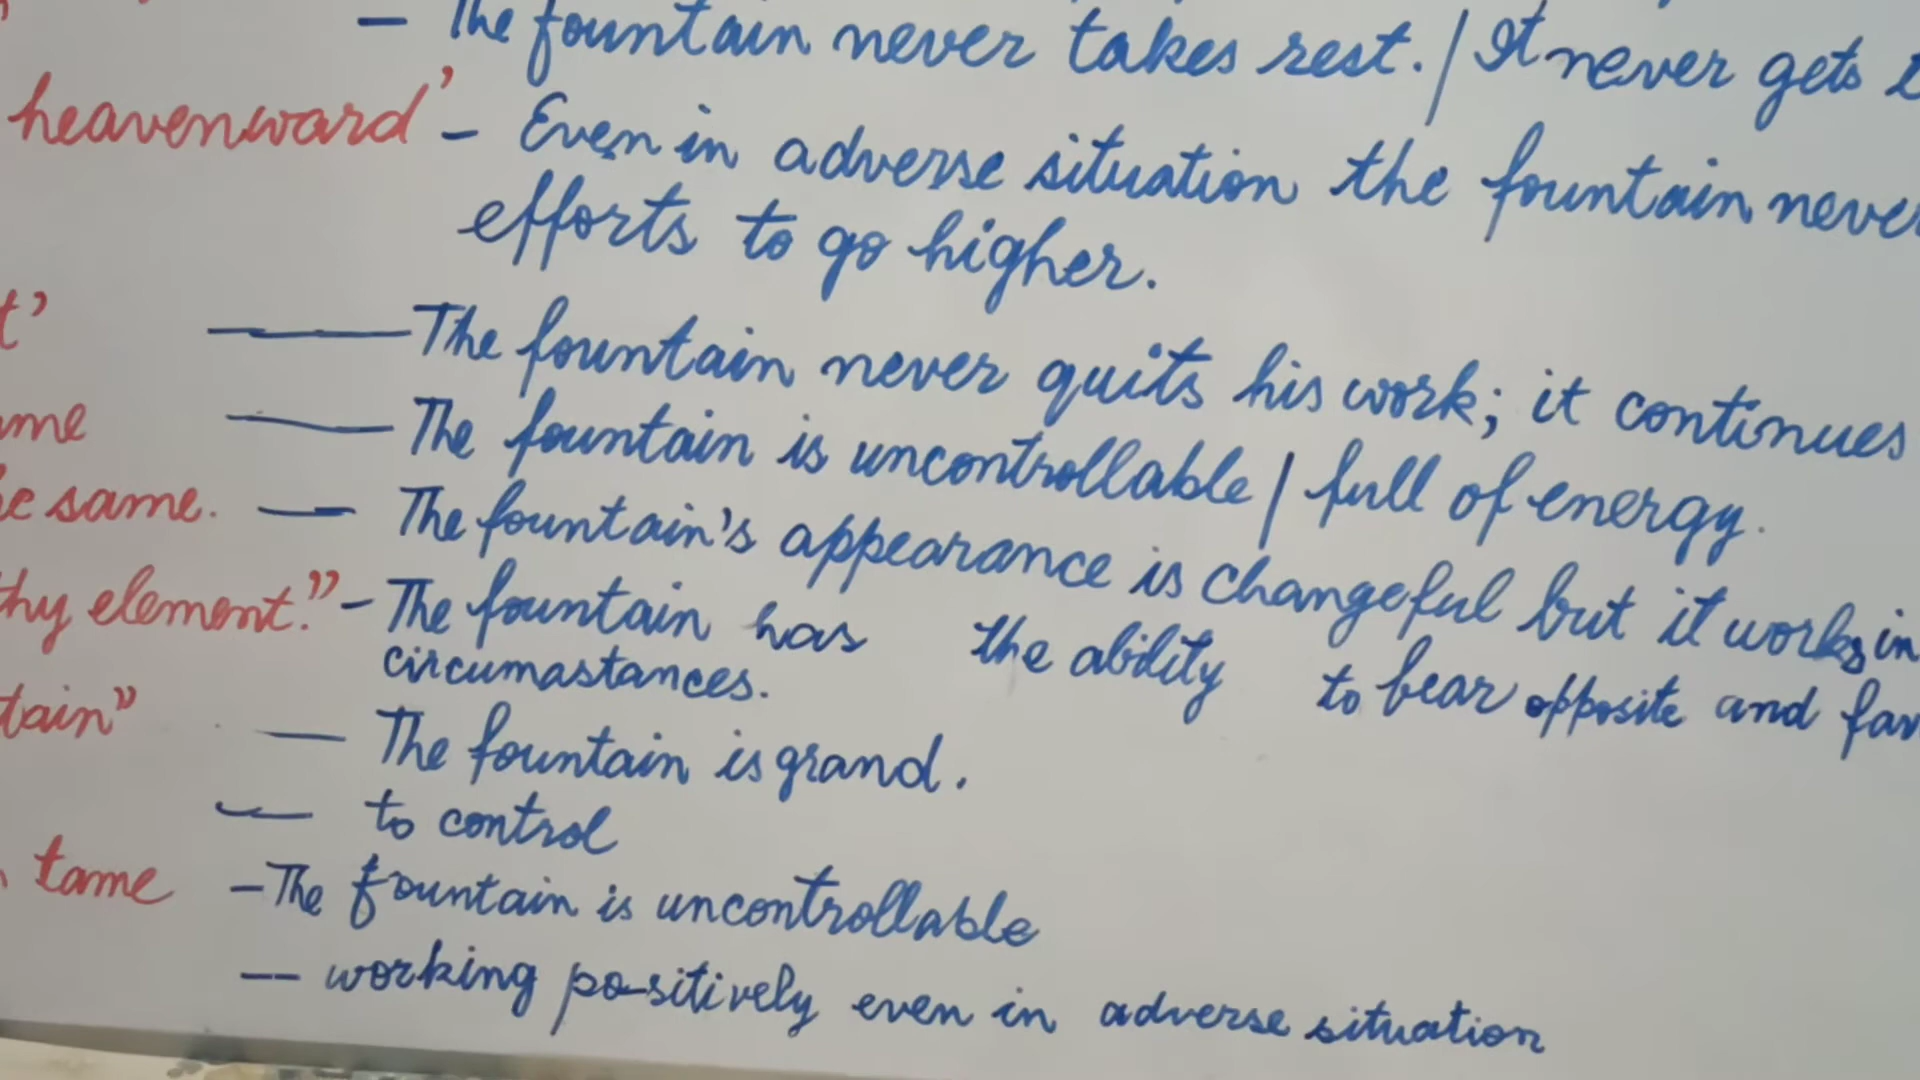 — The fountain never takes rest. / It never gets
heavenward' — Even in adverse situation the fountain never
efforts to go higher.
— The fountain never quits his work; it continues
— The fountain is uncontrollable / full of energy.
same. — The fountain's appearance is changeful but it works in
thy element." — The fountain has the ability to bear opposite and
circumastances.
— The fountain is grand.
— to control
tame — The fountain is uncontrollable
— working positively even in adverse situation